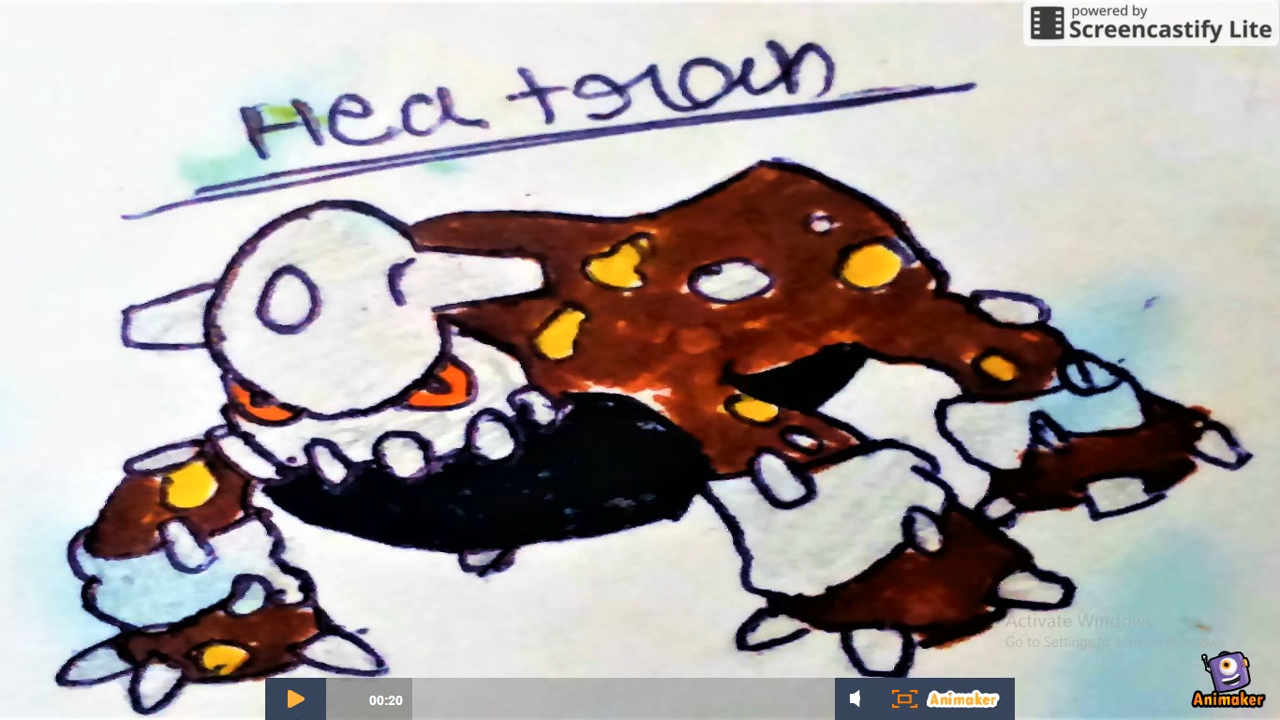 powered by
Screencastify Lite
Heatran
Activate Windows
Go to Settings to activate Windows.
00:20
Animaker
Animaker